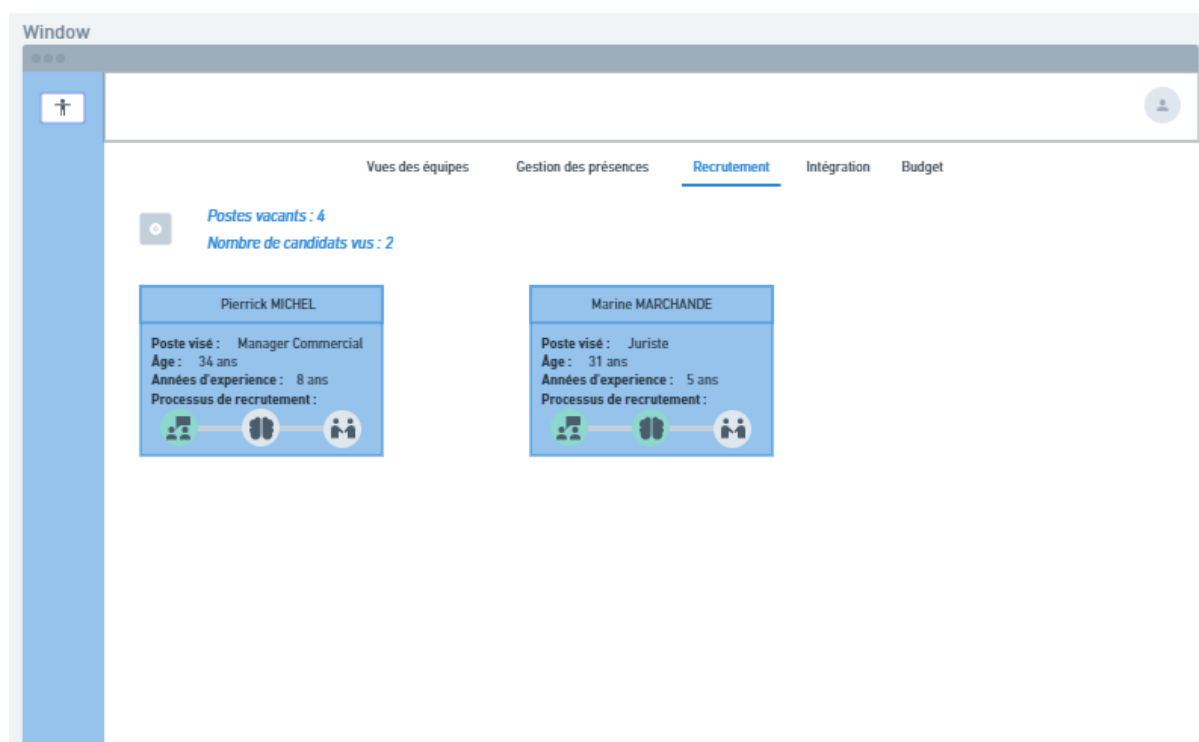 Window
Vues des équipes Gestion des présences Recrutement Intégration Budget
Postes vacants : 4
Nombre de candidats vus : 2
Pierrick MICHEL
Poste visé : Manager Commercial
Âge : 34 ans
Années d'experience : 8 ans
Processus de recrutement :
Marine MARCHANDE
Poste visé : Juriste
Âge : 31 ans
Années d'experience : 5 ans
Processus de recrutement :